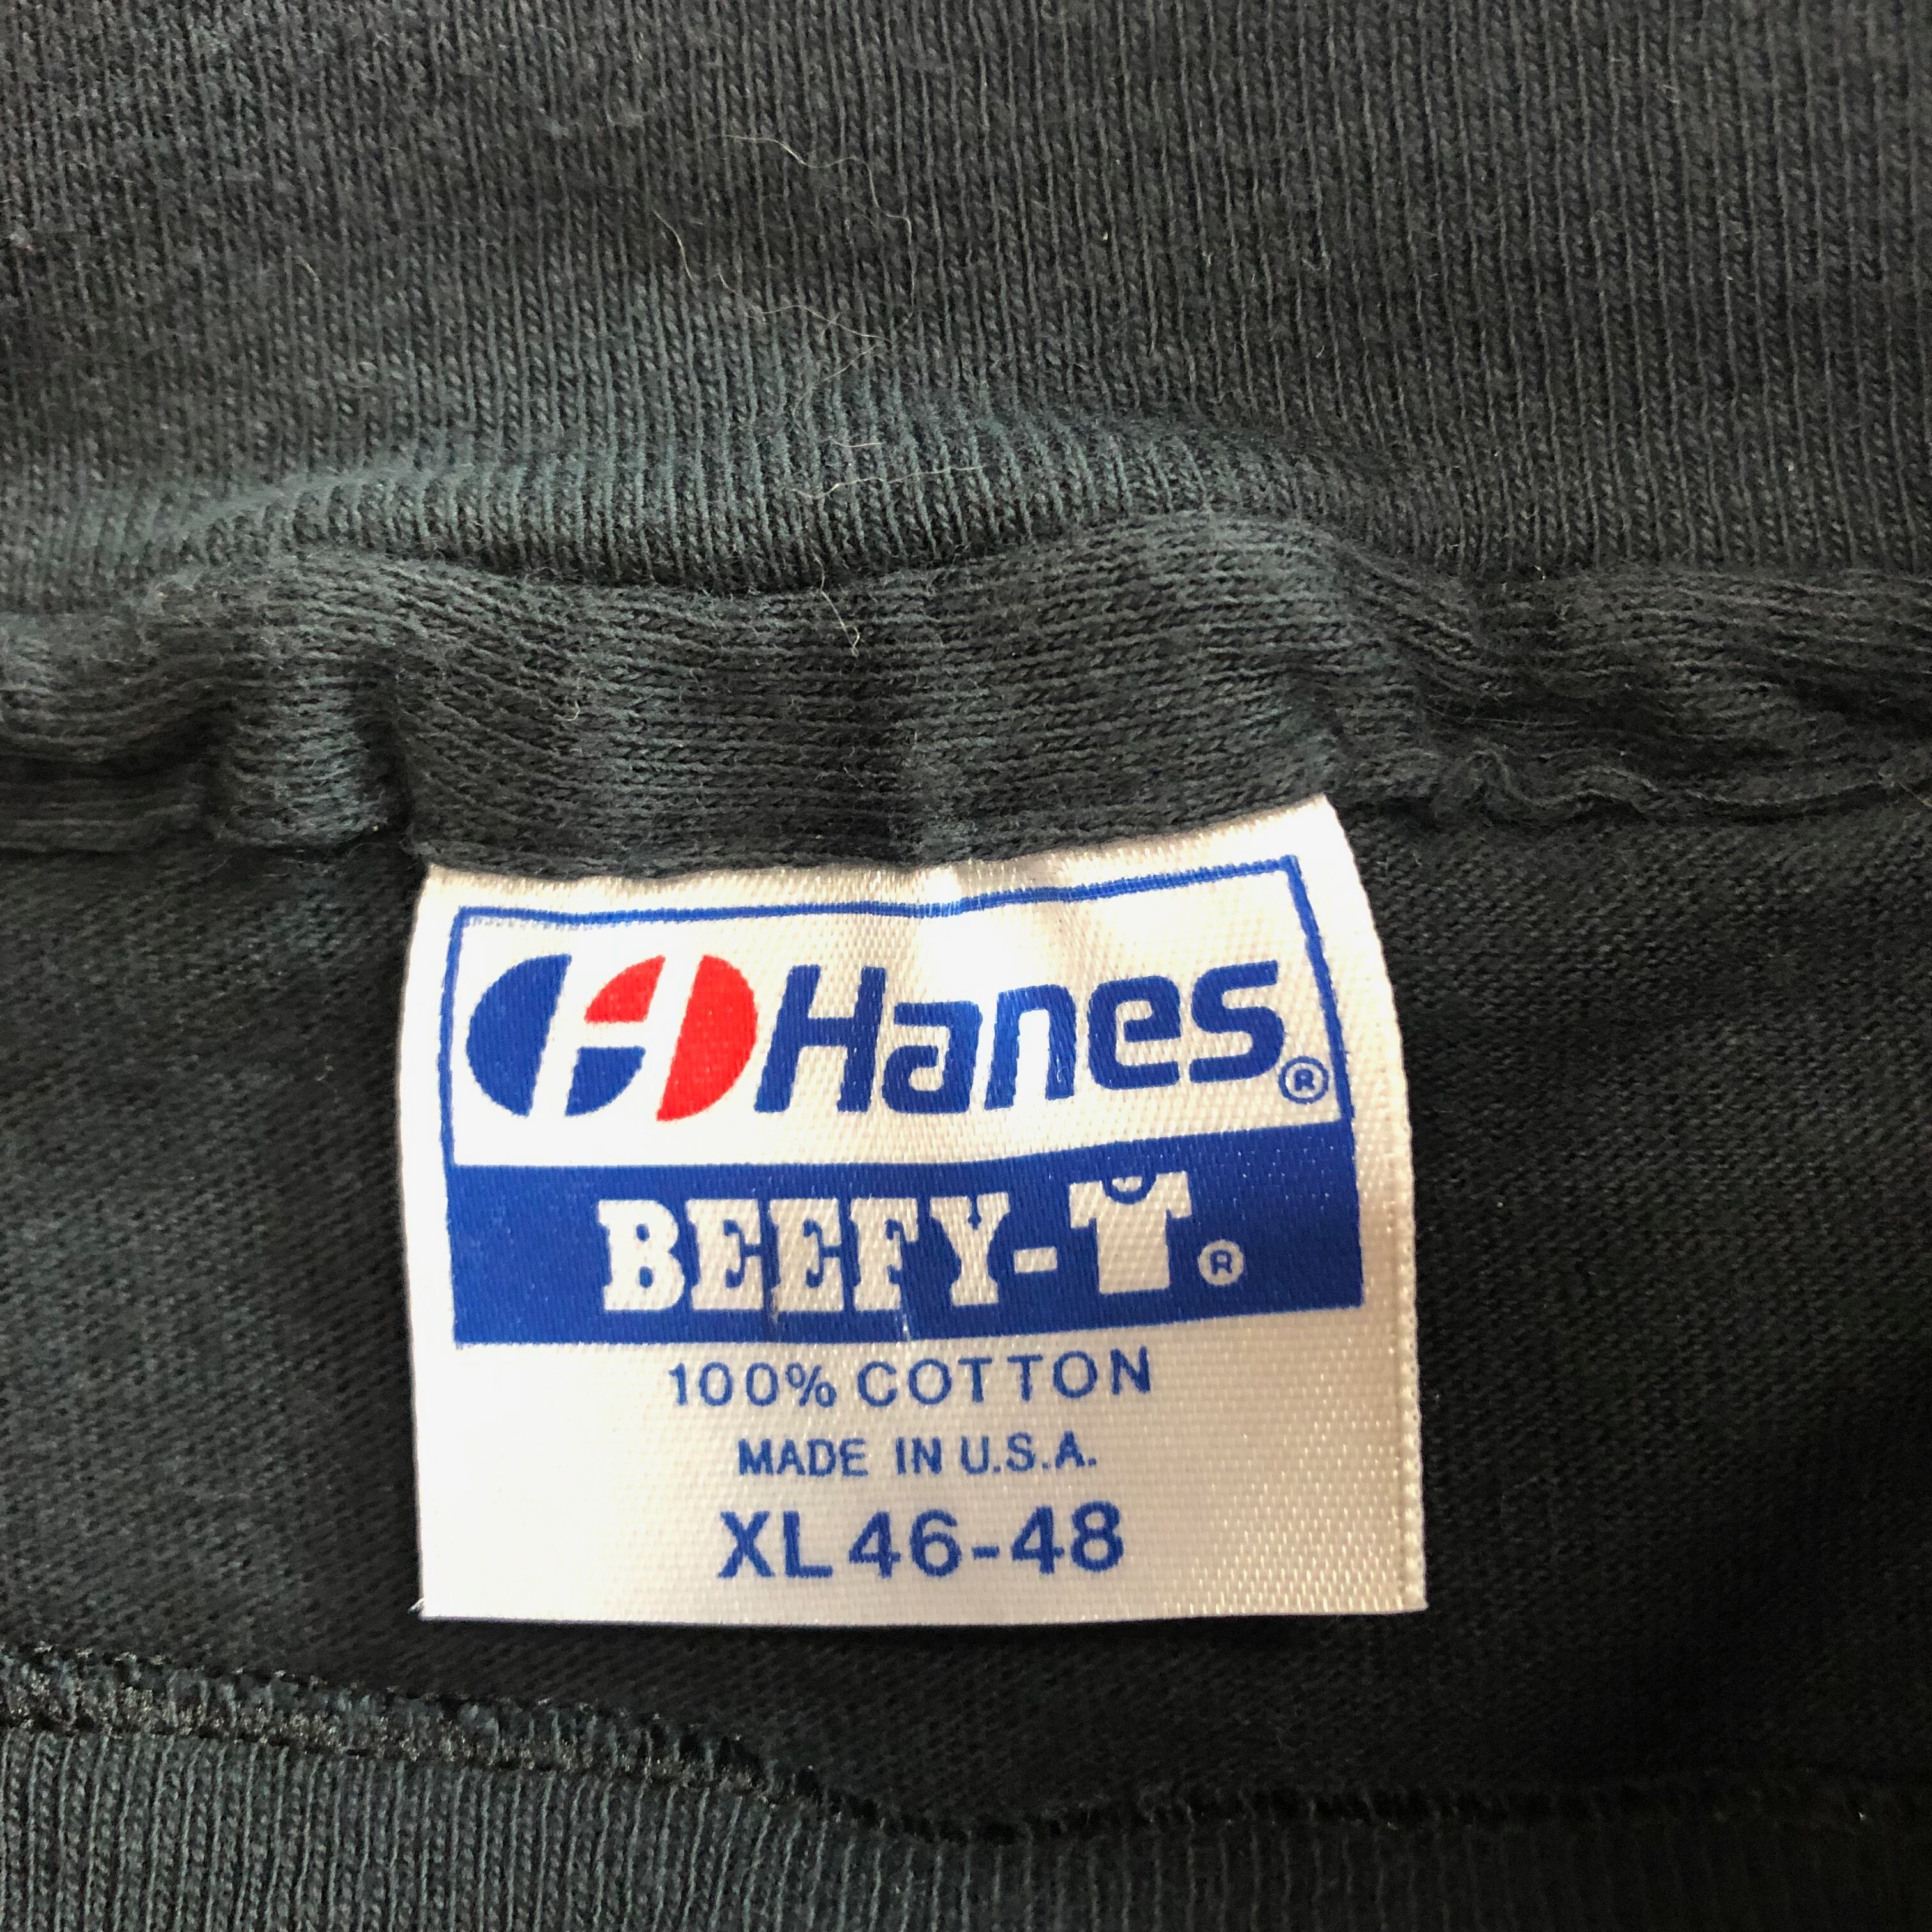 Hanes®
BEEFY-T®
100% COTTON
MADE IN U.S.A.
XL 46-48